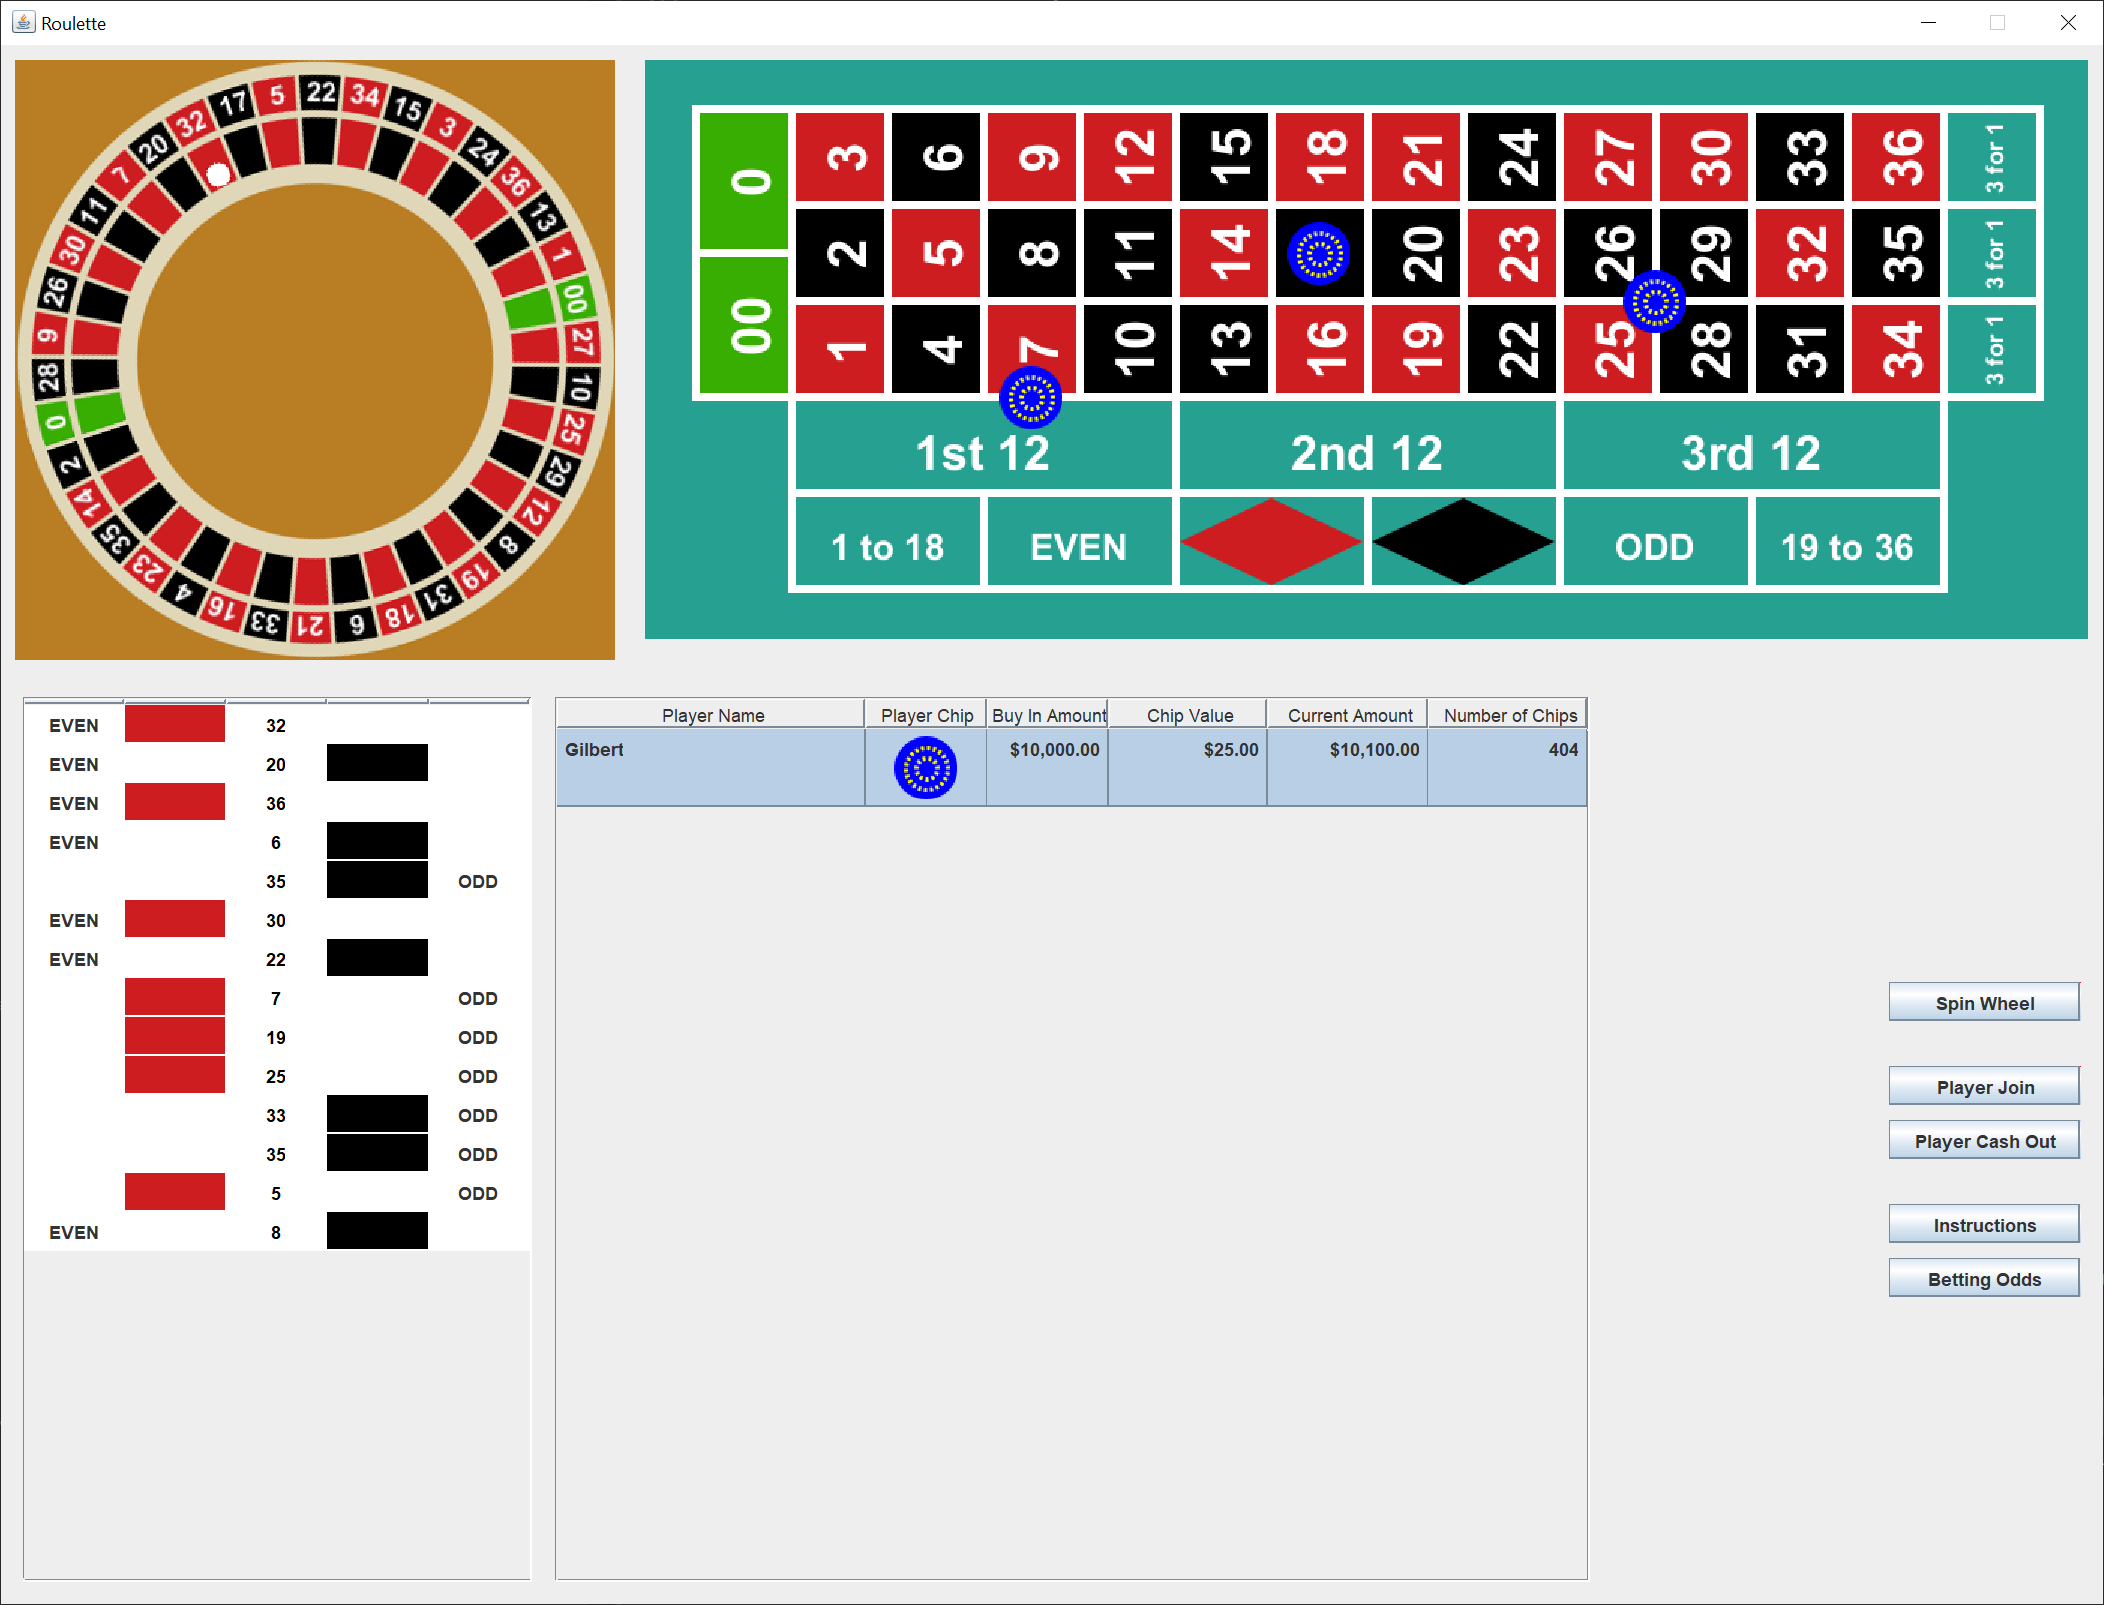 Roulette
22 34 15 3 24 36 13 1 00 27 10 25 29 12 8 19 31 18 6 21 33 16 4 23 35 14 2 0 28 9 26 30 11 7 20 32 17 5
0 3 6 9 12 15 18 21 24 27 30 33 36 3 for 1
2 5 8 11 14 20 23 26 29 32 35 3 for 1
00 1 4 7 10 13 16 19 22 25 28 31 34 3 for 1
1st 12 2nd 12 3rd 12
1 to 18 EVEN ODD 19 to 36
EVEN 32
EVEN 20
EVEN 36
EVEN 6
35 ODD
EVEN 30
EVEN 22
7 ODD
19 ODD
25 ODD
33 ODD
35 ODD
5 ODD
EVEN 8
Player Name Player Chip Buy In Amount Chip Value Current Amount Number of Chips
Gilbert $10,000.00 $25.00 $10,100.00 404
Spin Wheel
Player Join
Player Cash Out
Instructions
Betting Odds